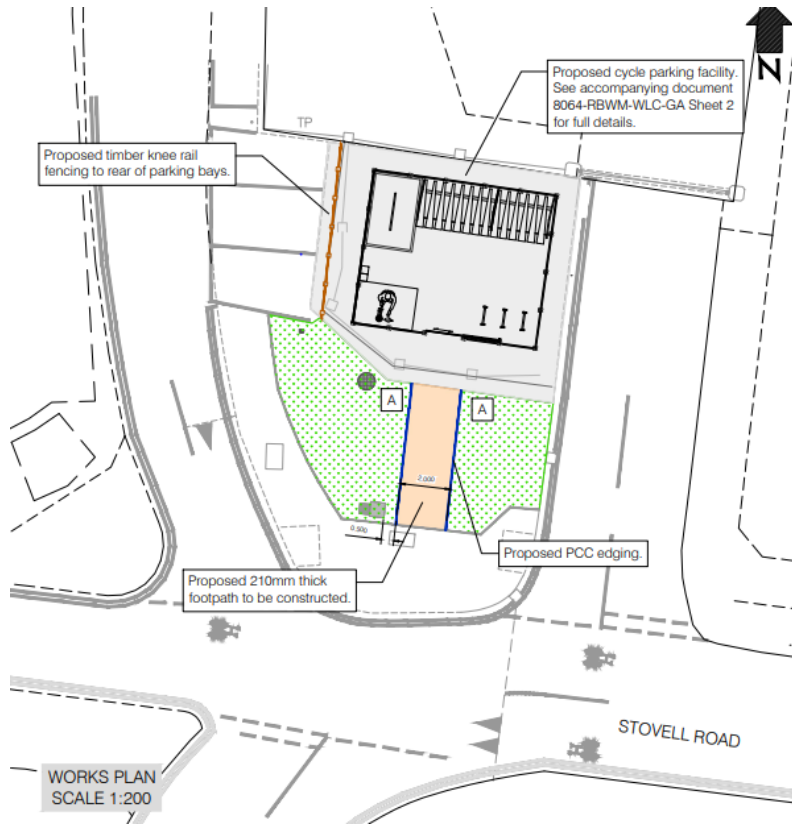 N
Proposed cycle parking facility.
See accompanying document
8064-RBWM-WLC-GA Sheet 2
for full details.
TP
Proposed timber knee rail
fencing to rear of parking bays.
A
A
2.000
0.500
Proposed PCC edging.
Proposed 210mm thick
footpath to be constructed.
STOVELL ROAD
WORKS PLAN
SCALE 1:200